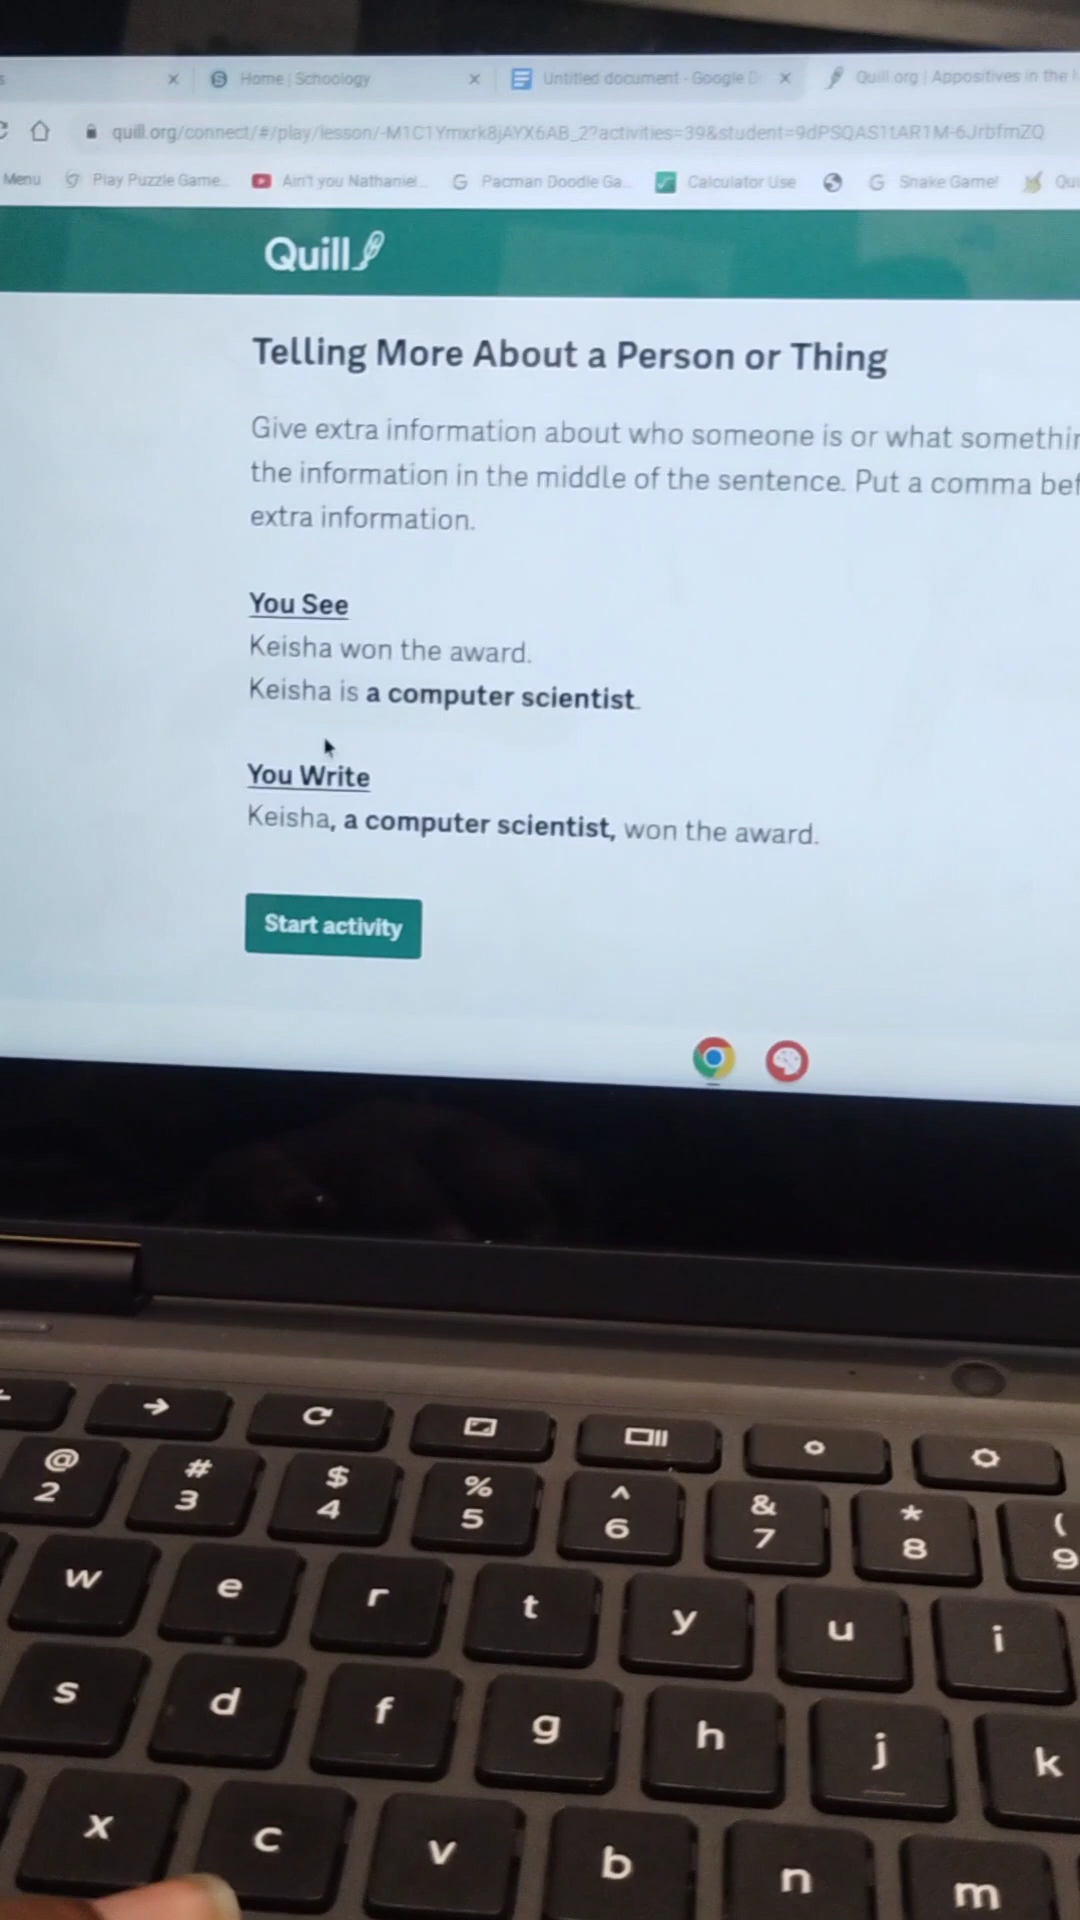 Home | Schoology
Untitled document - Google D
Quill.org | Appositives in the
quill.org/connect/#/play/lesson/-M1C1Ymxrk8jAYX6AB_2?activities=39&student=9dPSQAS1tAR1M-6JrbfmZQ
Menu
Play Puzzle Game...
Ain't you Nathaniel...
Pacman Doodle Ga...
Calculator Use
Snake Game!
Quill
Telling More About a Person or Thing
Give extra information about who someone is or what somethin
the information in the middle of the sentence. Put a comma bef
extra information.
You See
Keisha won the award.
Keisha is a computer scientist.
You Write
Keisha, a computer scientist, won the award.
Start activity
@ # $ % ^ & * (
2 3 4 5 6 7 8 9
w e r t y u i
s d f g h j k
x c v b n m